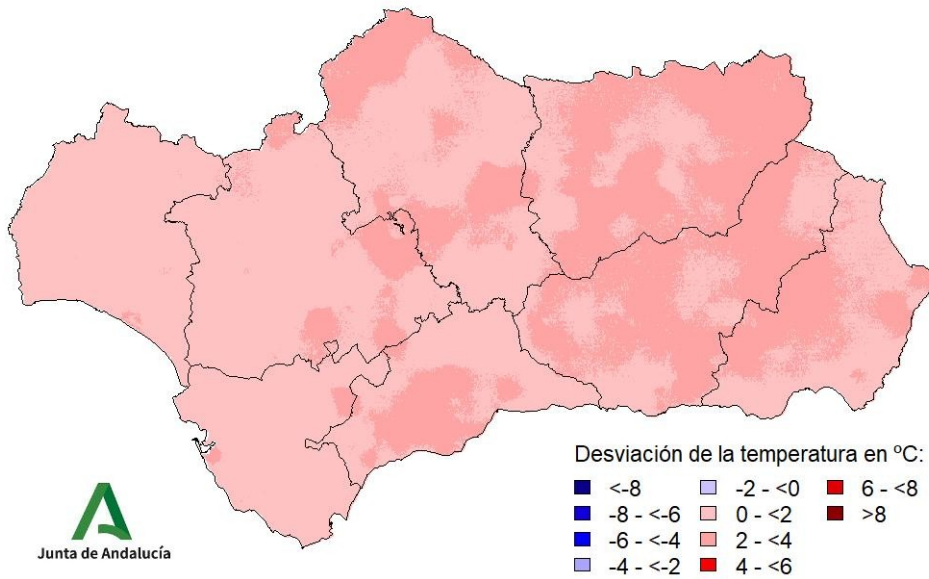 Desviación de la temperatura en ºC:
<-8 -2 - <0 6 - <8
-8 - <-6 0 - <2 >8
-6 - <-4 2 - <4
-4 - <-2 4 - <6
Junta de Andalucía